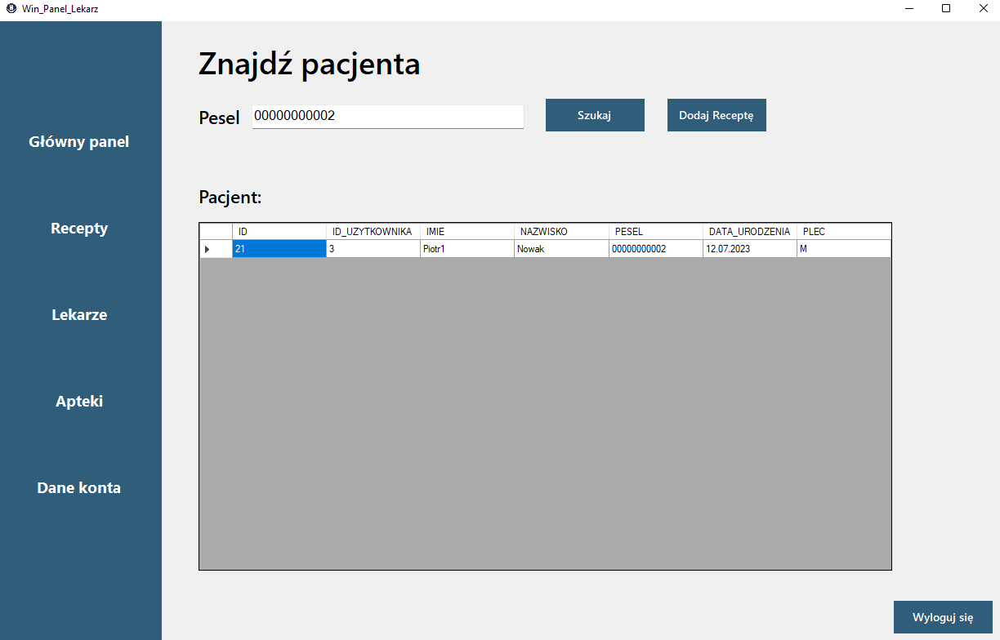 Win_Panel_Lekarz
Znajdź pacjenta
Pesel 00000000002 Szukaj Dodaj Receptę
Główny panel
Recepty
Lekarze
Apteki
Dane konta
Pacjent:
ID ID_UZYTKOWNIKA IMIE NAZWISKO PESEL DATA_URODZENIA PLEC
21 3 Piotr1 Nowak 00000000002 12.07.2023 M
Wyloguj się